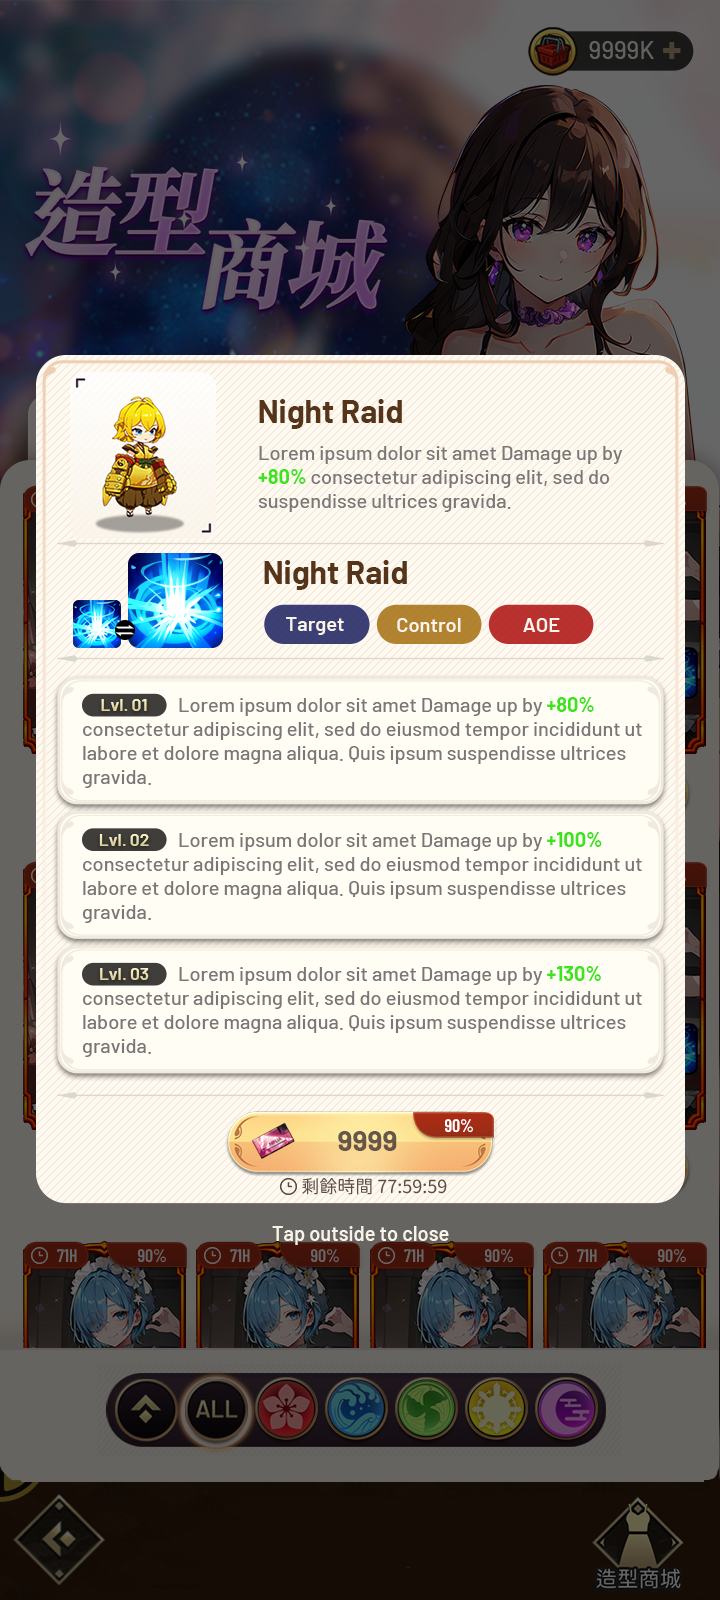 9999K
造型
商城
Night Raid
Lorem ipsum dolor sit amet Damage up by
+80% consectetur adipiscing elit, sed do
suspendisse ultrices gravida.
Night Raid
Target Control AOE
Lvl. 01 Lorem ipsum dolor sit amet Damage up by +80%
consectetur adipiscing elit, sed do eiusmod tempor incididunt ut
labore et dolore magna aliqua. Quis ipsum suspendisse ultrices
gravida.
Lvl. 02 Lorem ipsum dolor sit amet Damage up by +100%
consectetur adipiscing elit, sed do eiusmod tempor incididunt ut
labore et dolore magna aliqua. Quis ipsum suspendisse ultrices
gravida.
Lvl. 03 Lorem ipsum dolor sit amet Damage up by +130%
consectetur adipiscing elit, sed do eiusmod tempor incididunt ut
labore et dolore magna aliqua. Quis ipsum suspendisse ultrices
gravida.
90%
9999
剩餘時間 77:59:59
Tap outside to close
71H 90% 71H 90% 71H 90% 71H 90%
ALL
造型商城